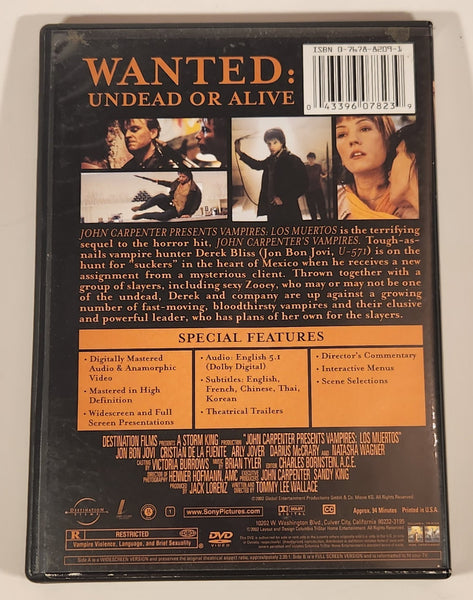 ISBN 0-7678-8209-1
WANTED:
UNDEAD OR ALIVE
0 43396 07823 9
JOHN CARPENTER PRESENTS VAMPIRES: LOS MUERTOS is the terrifying
sequel to the horror hit, JOHN CARPENTER'S VAMPIRES. Tough-as-
nails vampire hunter Derek Bliss (Jon Bon Jovi, U-571) is on the
hunt for "suckers" in the heart of Mexico when he receives a new
assignment from a mysterious client. Thrown together with a
group of slayers, including sexy Zooey, who may or may not be one
of the undead, Derek and company are up against a growing
number of fast-moving, bloodthirsty vampires and their elusive
and powerful leader, who has plans of her own for the slayers.
SPECIAL FEATURES
• Digitally Mastered
Audio & Anamorphic
Video
• Mastered in High
Definition
• Widescreen and Full
Screen Presentations
• Audio: English 5.1
(Dolby Digital)
• Subtitles: English,
French, Chinese, Thai,
Korean
• Theatrical Trailers
• Director's Commentary
• Interactive Menus
• Scene Selections
DESTINATION FILMS PRESENTS A STORM KING PRODUCTION "JOHN CARPENTER PRESENTS VAMPIRES: LOS MUERTOS"
JON BON JOVI CRISTIAN DE LA FUENTE ARLY JOVER DARIUS McCRARY AND NATASHA WAGNER
CASTING BY VICTORIA BURROWS MUSIC BY BRIAN TYLER EDITOR CHARLES BORNSTEIN, A.C.E.
DIRECTOR OF PHOTOGRAPHY HENNER HOFMANN, AMC EXECUTIVE PRODUCERS JOHN CARPENTER SANDY KING
PRODUCED BY JACK LORENZ WRITTEN AND DIRECTED BY TOMMY LEE WALLACE
DESTINATION
www.SonyPictures.com
DOLBY DIGITAL
Approx. 94 Minutes
10202 W. Washington Blvd., Culver City, California 90232-3195
R RESTRICTED
Vampire Violence, Language, and Brief Sexuality
DVD VIDEO